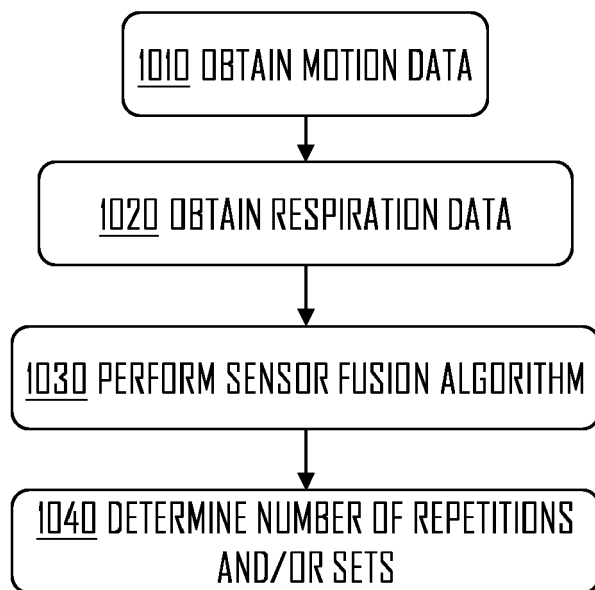 1010 OBTAIN MOTION DATA
1020 OBTAIN RESPIRATION DATA
1030 PERFORM SENSOR FUSION ALGORITHM
1040 DETERMINE NUMBER OF REPETITIONS
AND/OR SETS